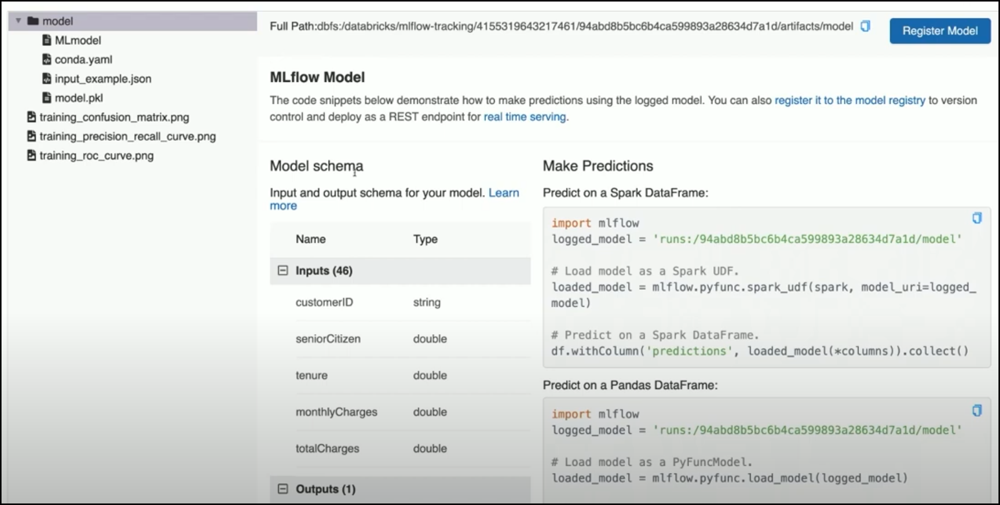 model
MLmodel
conda.yaml
input_example.json
model.pkl
training_confusion_matrix.png
training_precision_recall_curve.png
training_roc_curve.png
Full Path:dbfs:/databricks/mlflow-tracking/4155319643217461/94abd8b5bc6b4ca599893a28634d7a1d/artifacts/model
Register Model
MLflow Model
The code snippets below demonstrate how to make predictions using the logged model. You can also register it to the model registry to version
control and deploy as a REST endpoint for real time serving.
Model schema
Input and output schema for your model. Learn
more
Name Type
Inputs (46)
customerID string
seniorCitizen double
tenure double
monthlyCharges double
totalCharges double
Outputs (1)
Make Predictions
Predict on a Spark DataFrame:
import mlflow
logged_model = 'runs:/94abd8b5bc6b4ca599893a28634d7a1d/model'
# Load model as a Spark UDF.
loaded_model = mlflow.pyfunc.spark_udf(spark, model_uri=logged_
model)
# Predict on a Spark DataFrame.
df.withColumn('predictions', loaded_model(*columns)).collect()
Predict on a Pandas DataFrame:
import mlflow
logged_model = 'runs:/94abd8b5bc6b4ca599893a28634d7a1d/model'
# Load model as a PyFuncModel.
loaded_model = mlflow.pyfunc.load_model(logged_model)